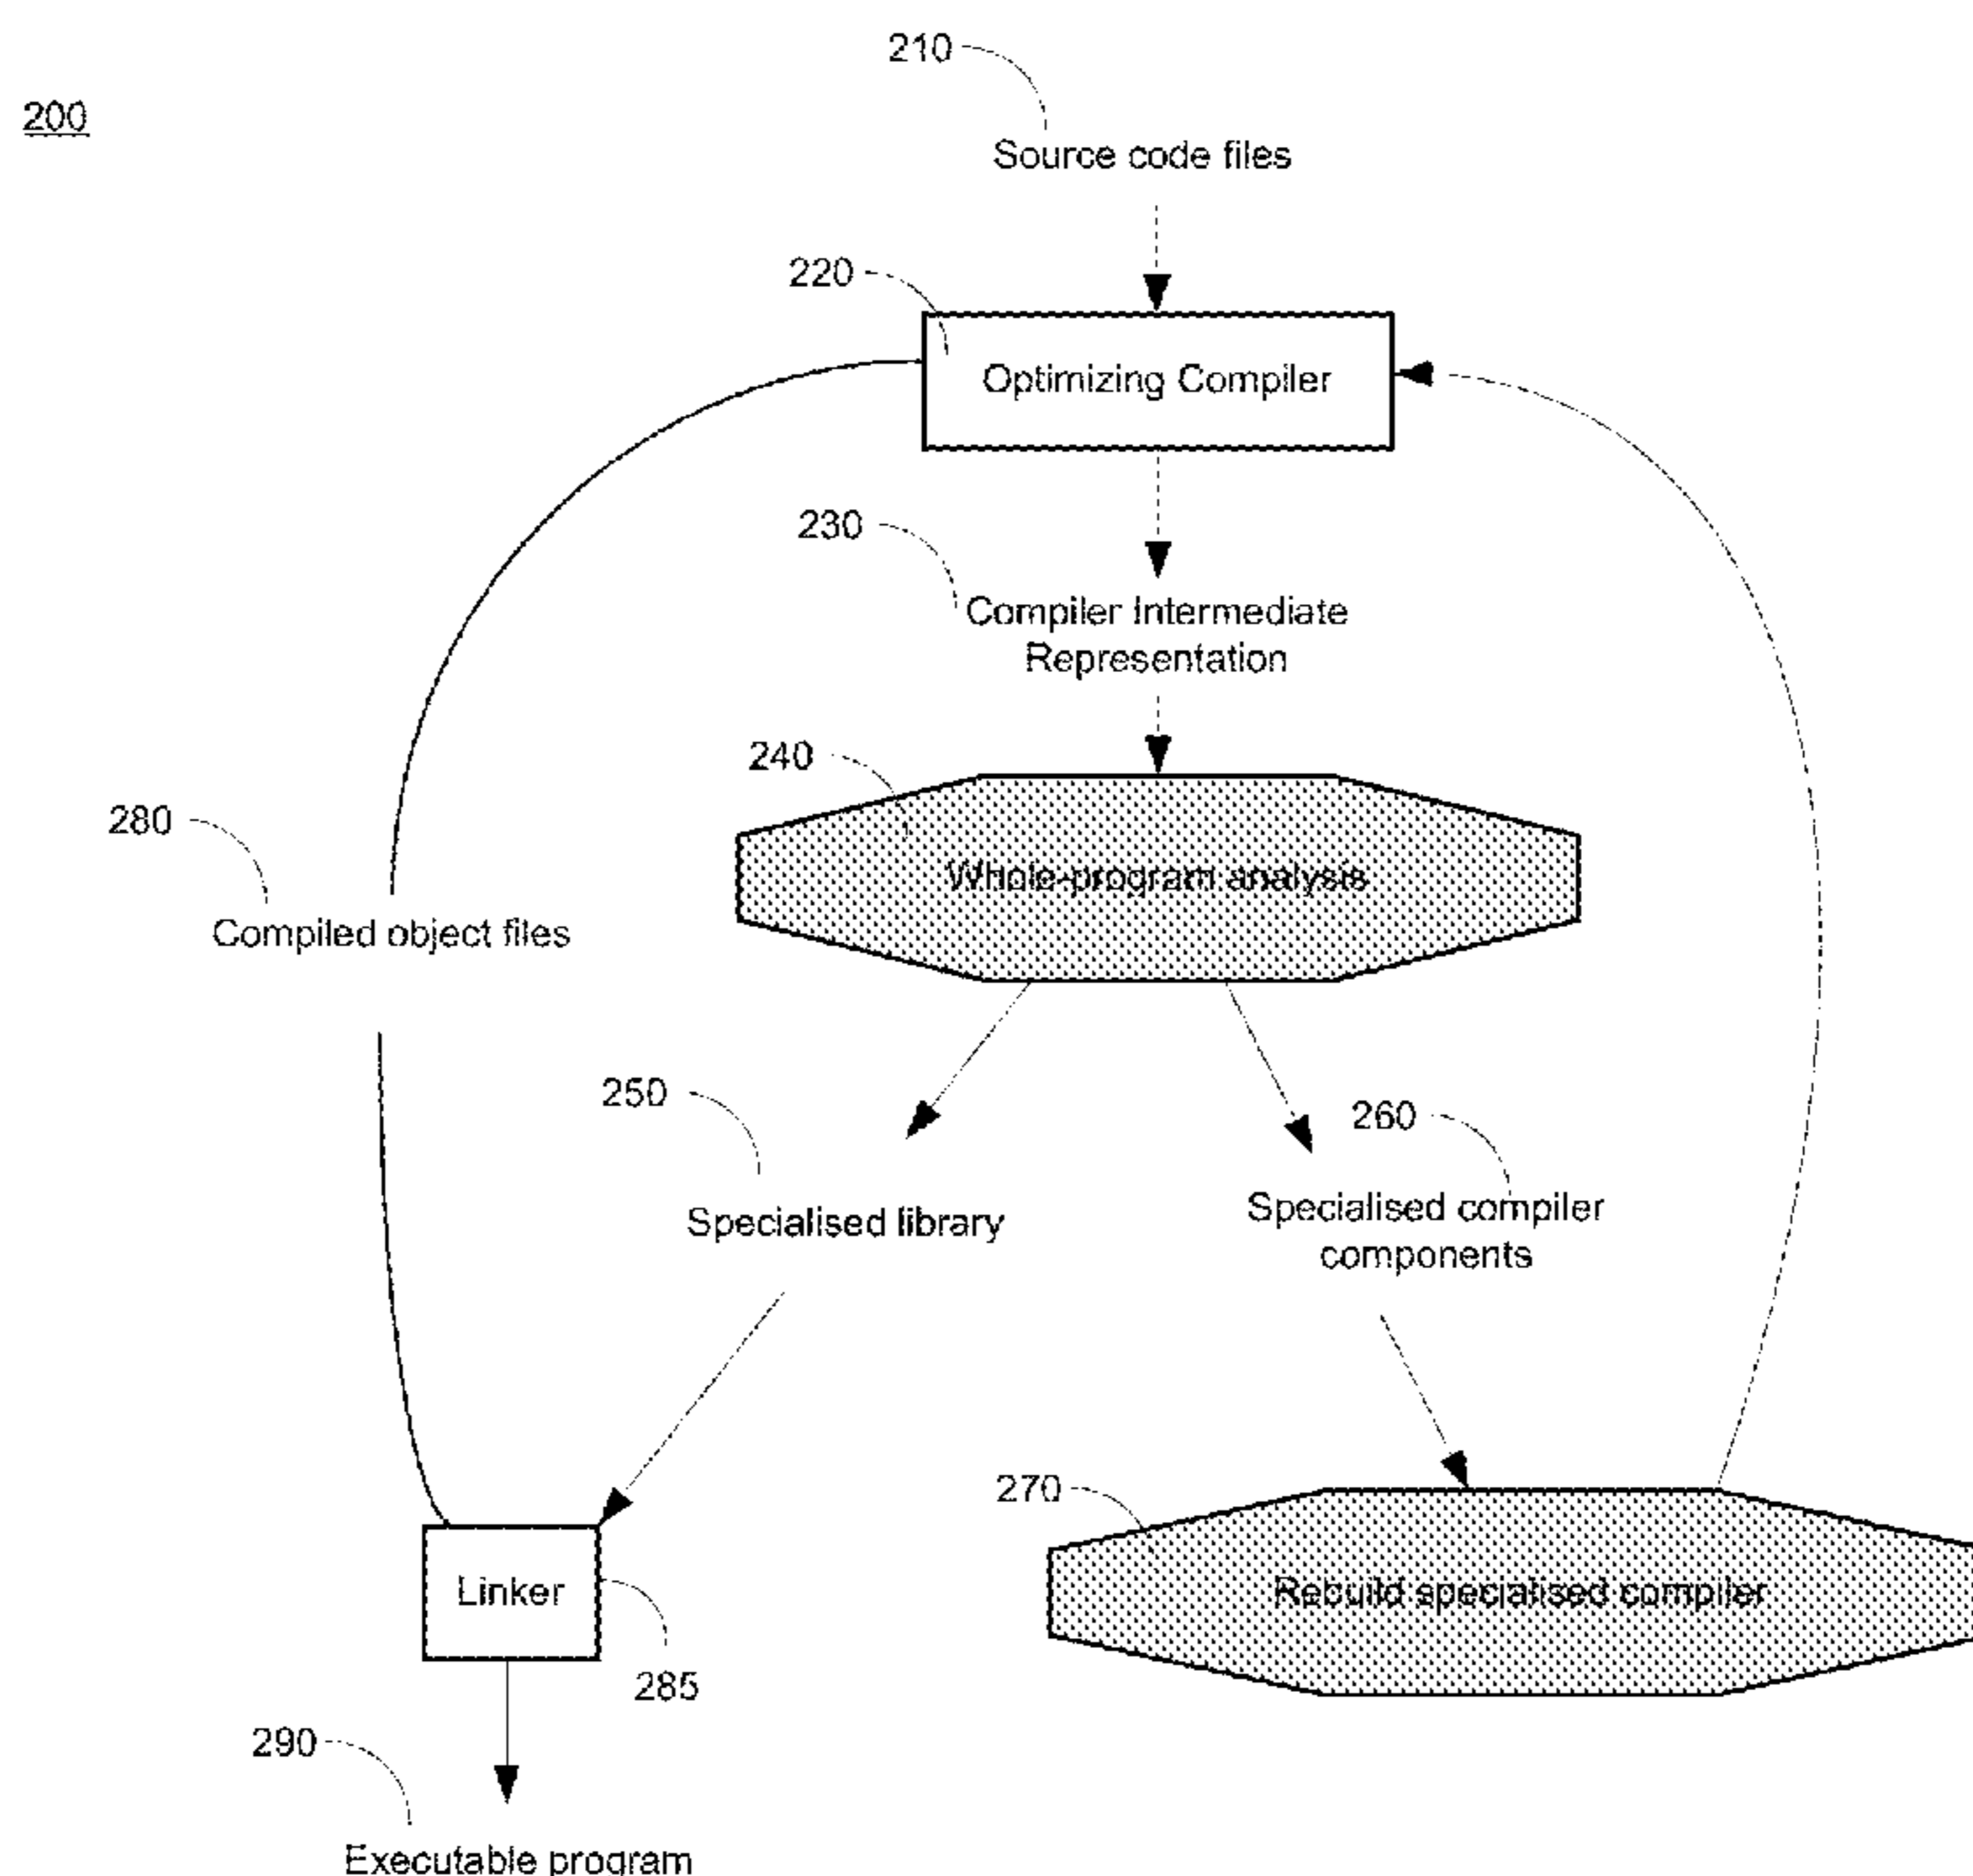 210
200
Source code files
220
Optimizing Compiler
230
Compiler Intermediate
Representation
240
280
Whole-program analysis
Compiled object files
250
260
Specialised library
Specialised compiler
components
270
Linker
Rebuild specialised compiler
285
290
Executable program